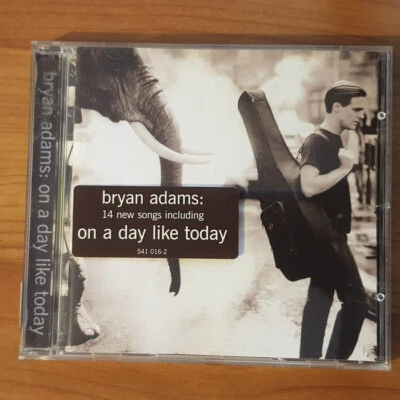 bryan adams: on a day like today
bryan adams:
14 new songs including
on a day like today
541 016-2